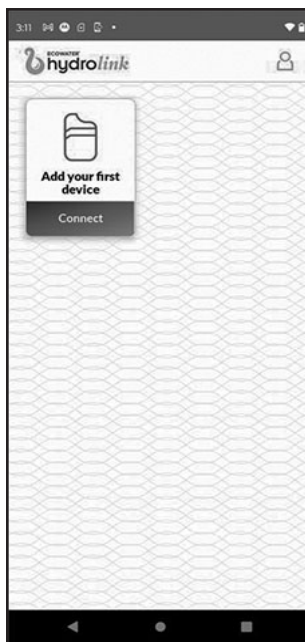 3:11
ECOWATER
hydrolink
Add your first
device
Connect